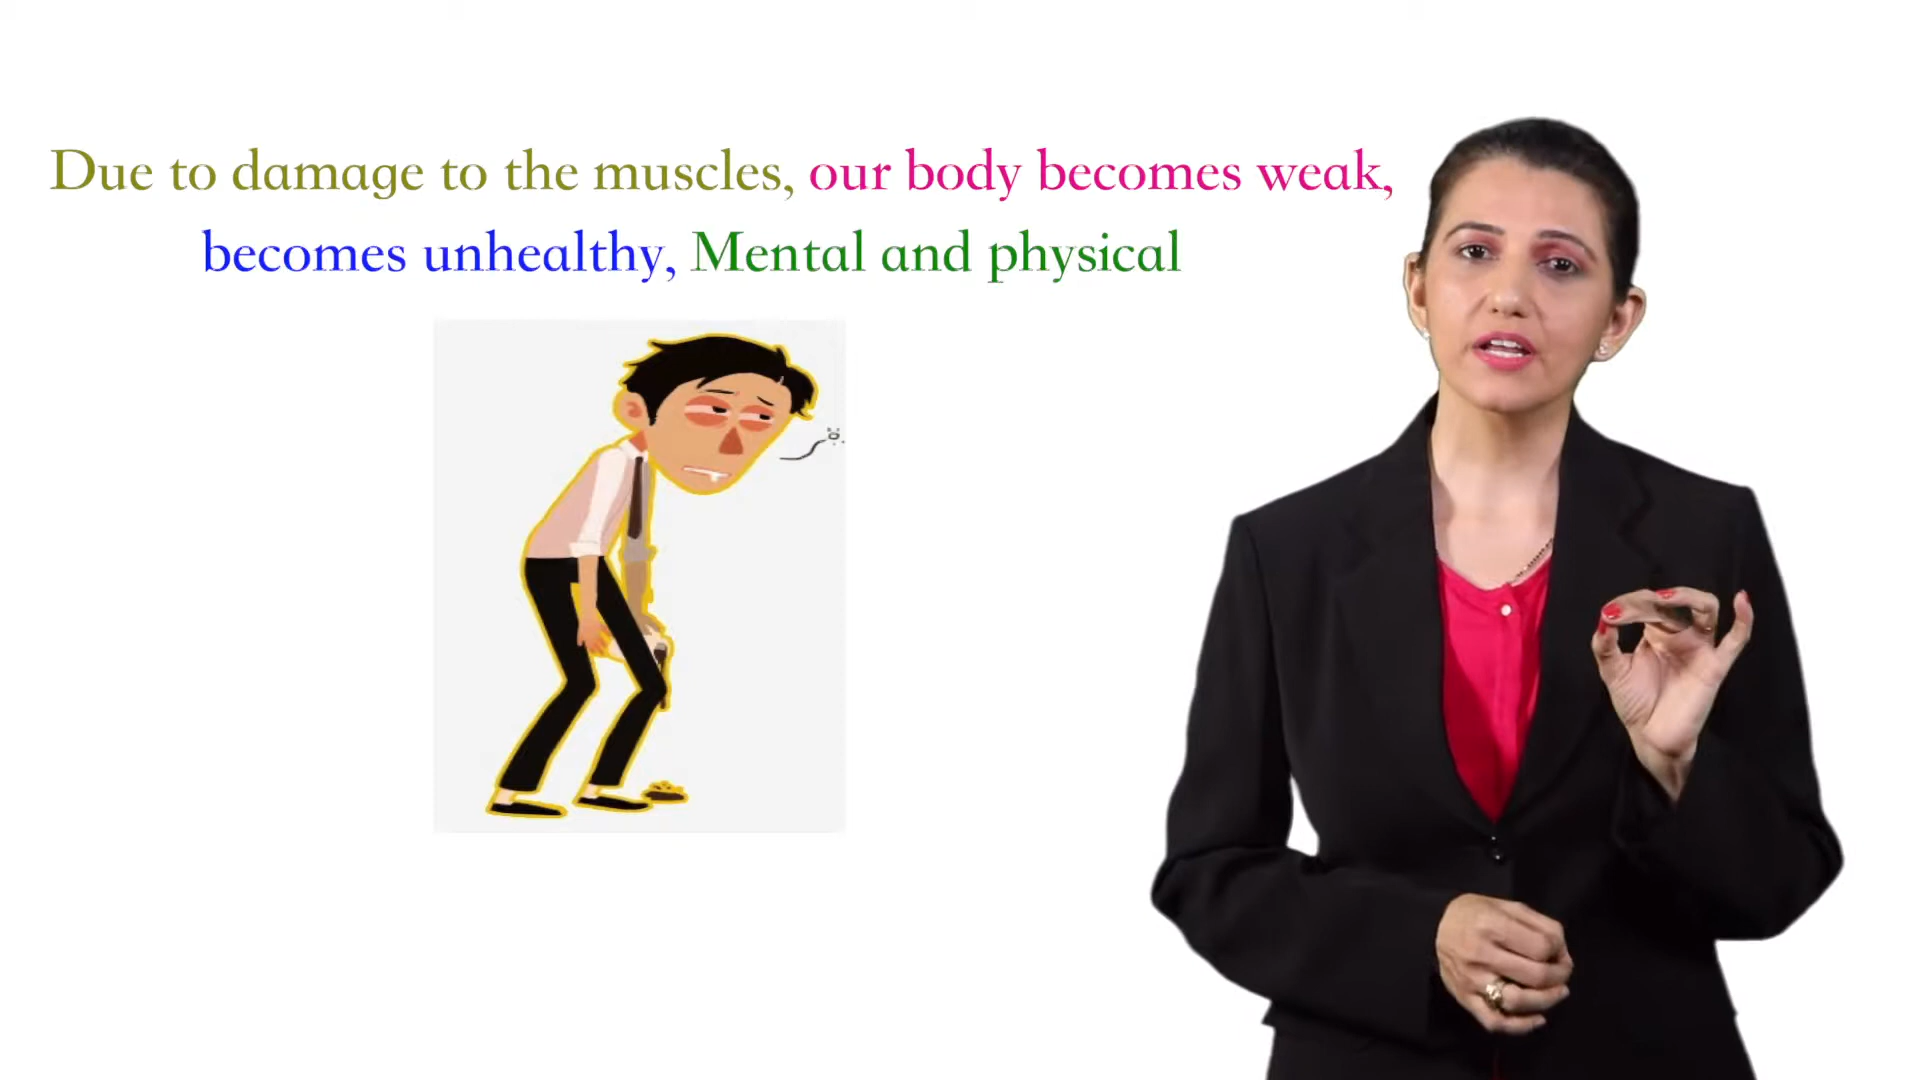 Due to damage to the muscles, our body becomes weak,
becomes unhealthy, Mental and physical